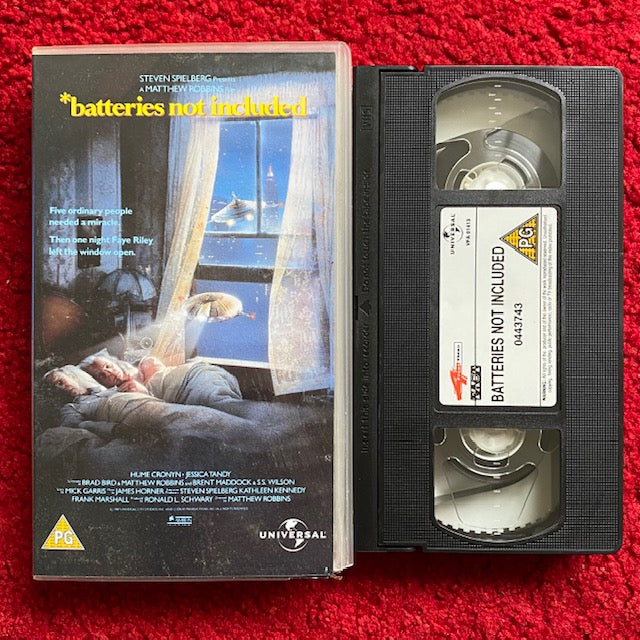 STEVEN SPIELBERG Presents
A MATTHEW ROBBINS Film
*batteries not included
Five ordinary people
needed a miracle.
Then one night Faye Riley
left the window open.
HUME CRONYN JESSICA TANDY
BRAD BIRD & MATTHEW ROBBINS BRENT MADDOCK & S.S. WILSON
MICK GARRIS JAMES HORNER STEVEN SPIELBERG KATHLEEN KENNEDY
FRANK MARSHALL RONALD L. SCHWARY MATTHEW ROBBINS
PG
UNIVERSAL
VHS
UNIVERSAL
VFA 01413
PG
BATTERIES NOT INCLUDED
0443743
WARNING: